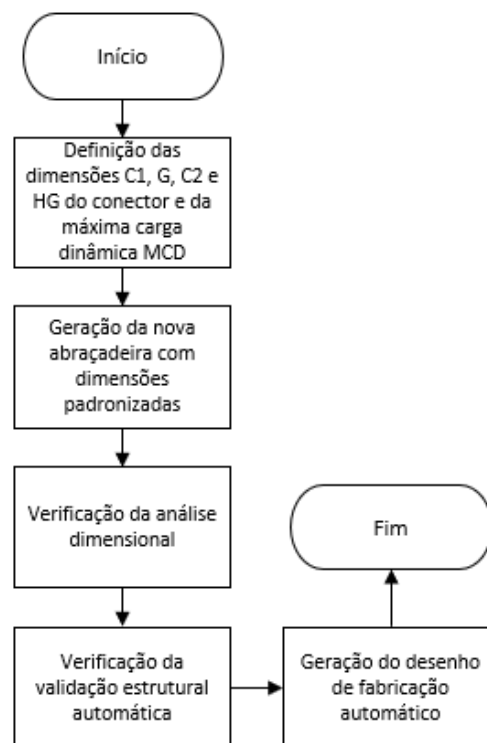 Início
Definição das
dimensões C1, G, C2 e
HG do conector e da
máxima carga
dinâmica MCD
Geração da nova
abraçadeira com
dimensões
padronizadas
Verificação da análise
dimensional
Verificação da
validação estrutural
automática
Geração do desenho
de fabricação
automático
Fim